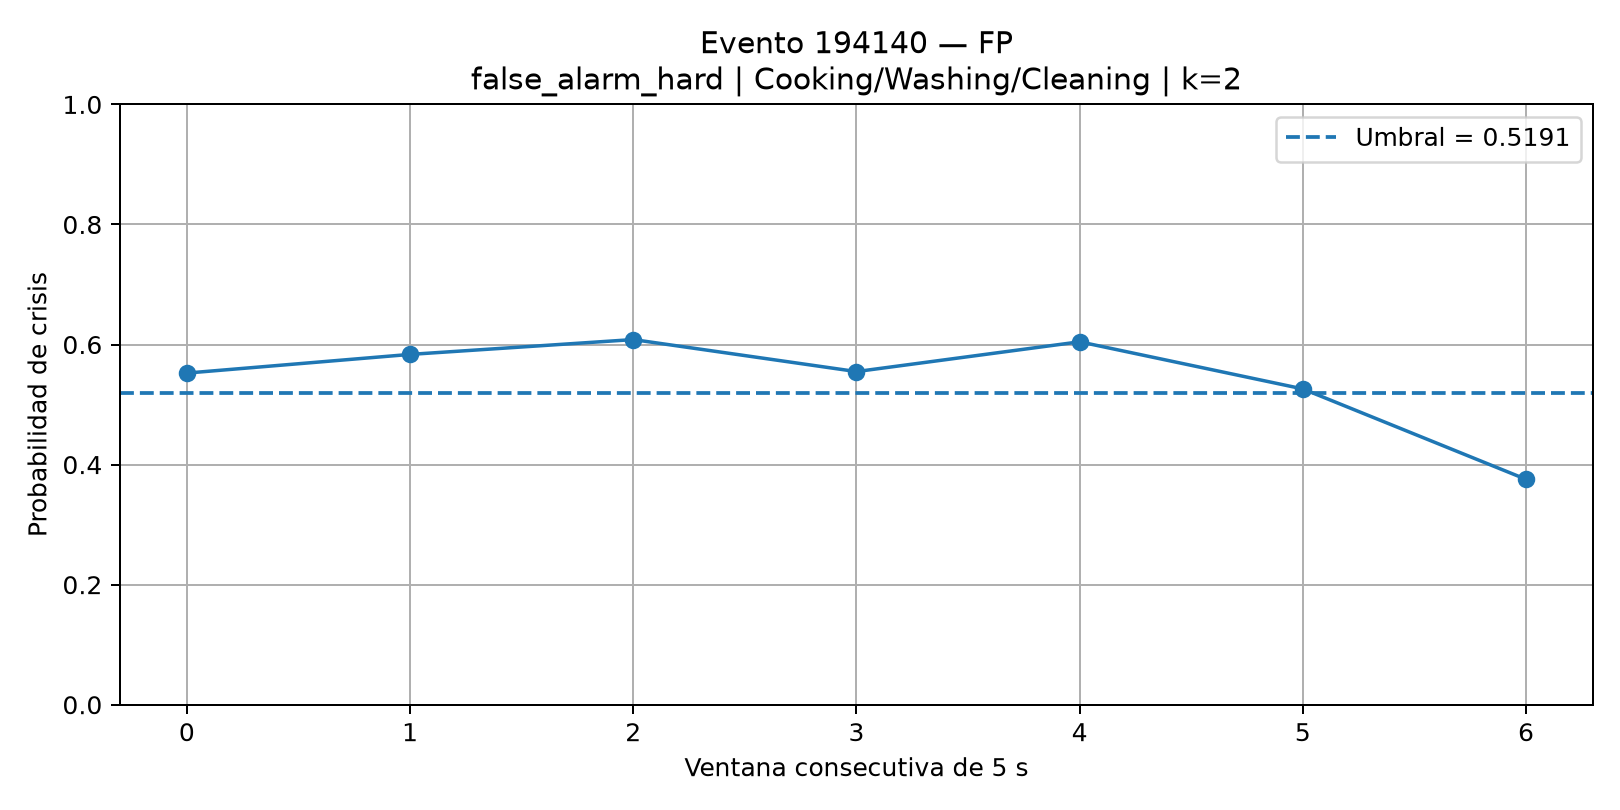 Evento 194140 — FP
false_alarm_hard | Cooking/Washing/Cleaning | k=2
Umbral = 0.5191
Probabilidad de crisis
1.0
0.8
0.6
0.4
0.2
0.0
0 1 2 3 4 5 6
Ventana consecutiva de 5 s